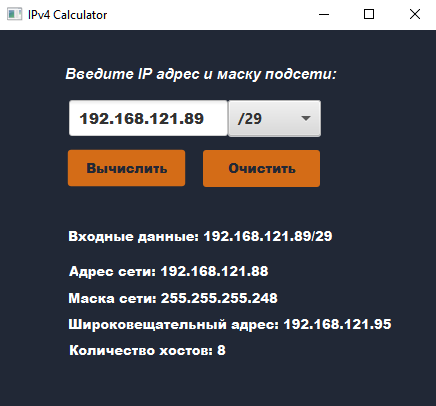 IPv4 Calculator
Введите IP адрес и маску подсети:
192.168.121.89 /29
Вычислить Очистить
Входные данные: 192.168.121.89/29
Адрес сети: 192.168.121.88
Маска сети: 255.255.255.248
Широковещательный адрес: 192.168.121.95
Количество хостов: 8